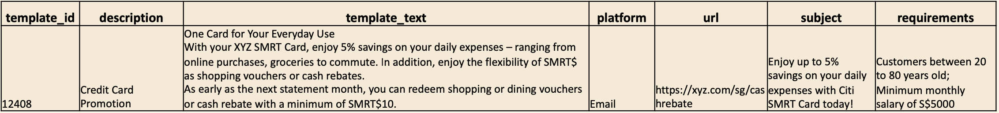 template_id description template_text platform url subject requirements
12408
Credit Card
Promotion
One Card for Your Everyday Use
With your XYZ SMRT Card, enjoy 5% savings on your daily expenses – ranging from
online purchases, groceries to commute. In addition, enjoy the flexibility of SMRT$
as shopping vouchers or cash rebates.
As early as the next statement month, you can redeem shopping or dining vouchers
or cash rebate with a minimum of SMRT$10.
Email
https://xyz.com/sg/cas
hrebate
Enjoy up to 5%
savings on your daily
expenses with Citi
SMRT Card today!
Customers between 20
to 80 years old;
Minimum monthly
salary of S$5000